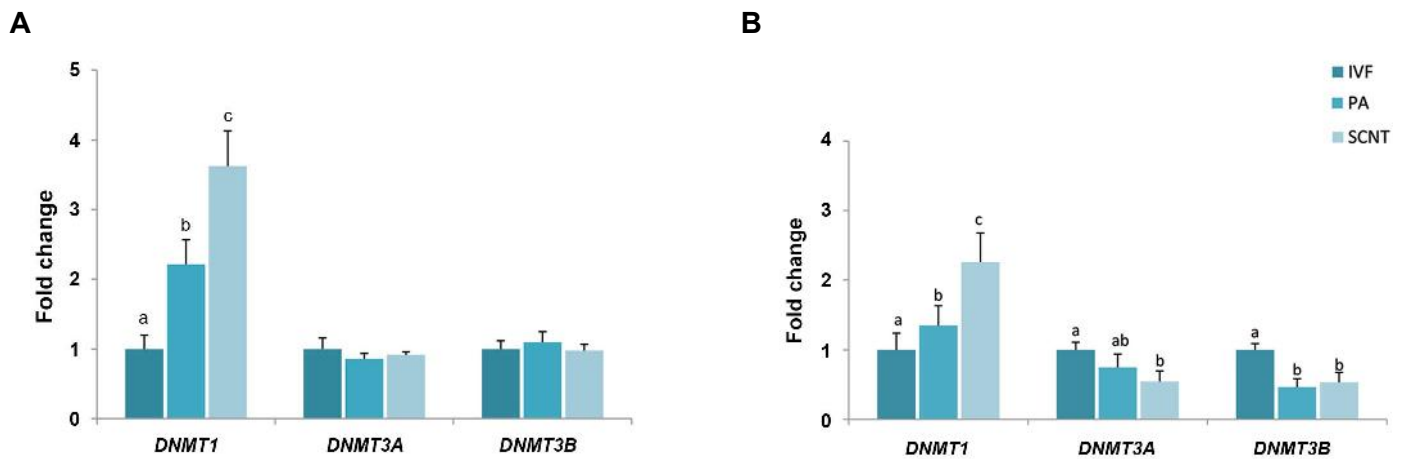 A
Fold change
5
4
3
2
1
0
a
b
c
DNMT1 DNMT3A DNMT3B
B
IVF
PA
SCNT
Fold change
4
3
2
1
0
a
b
c
a
ab
b
a
b
b
DNMT1 DNMT3A DNMT3B